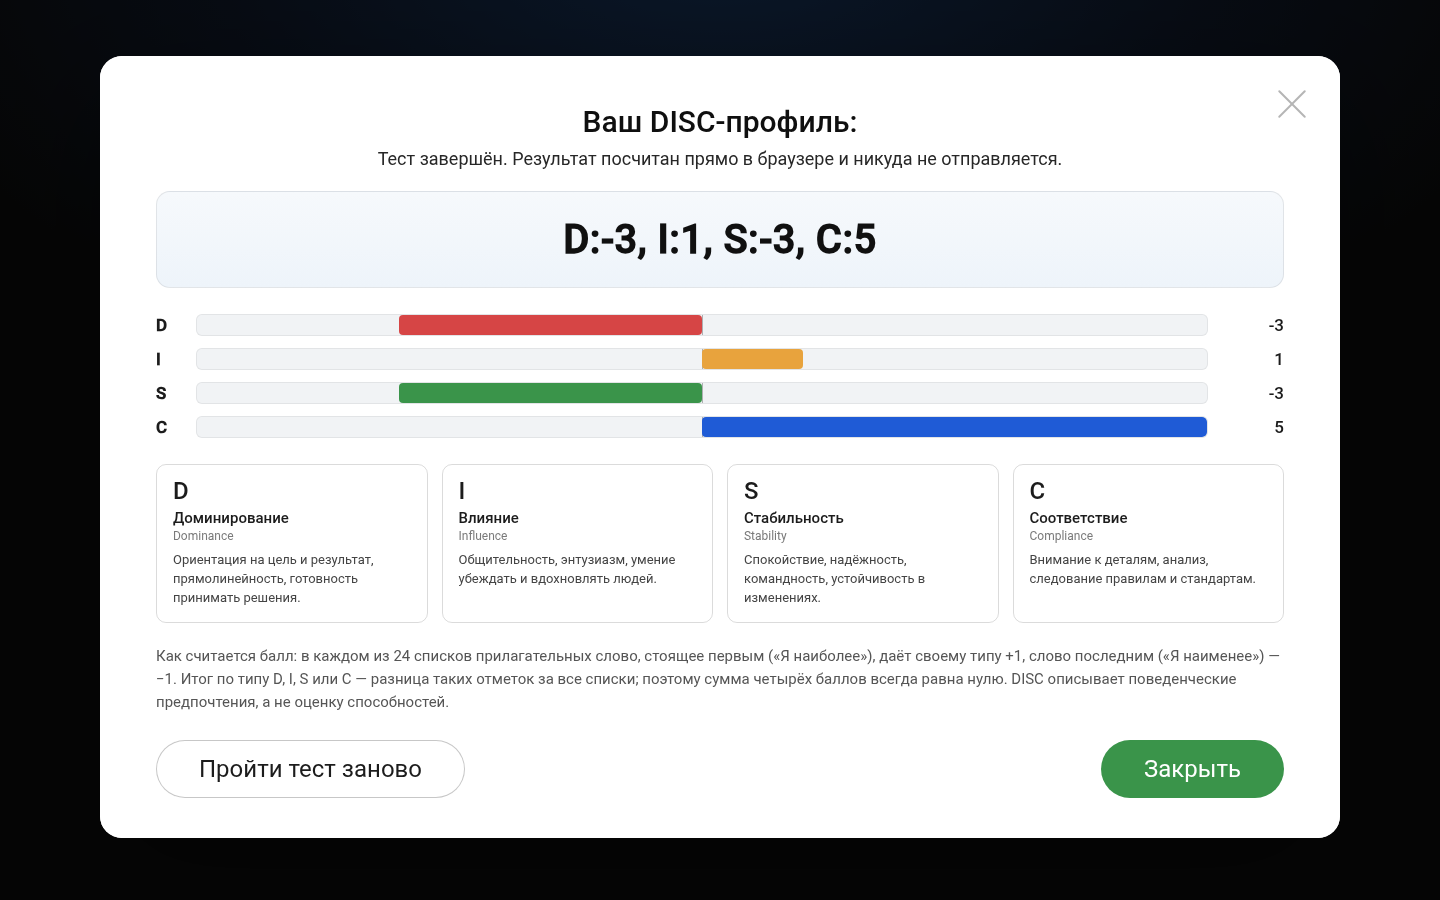 Ваш DISC-профиль:
Тест завершён. Результат посчитан прямо в браузере и никуда не отправляется.
D:-3, I:1, S:-3, C:5
D -3
I 1
S -3
C 5
D
Доминирование
Dominance
Ориентация на цель и результат,
прямолинейность, готовность
принимать решения.
I
Влияние
Influence
Общительность, энтузиазм, умение
убеждать и вдохновлять людей.
S
Стабильность
Stability
Спокойствие, надёжность,
командность, устойчивость в
изменениях.
C
Соответствие
Compliance
Внимание к деталям, анализ,
следование правилам и стандартам.
Как считается балл: в каждом из 24 списков прилагательных слово, стоящее первым («Я наиболее»), даёт своему типу +1, слово последним («Я наименее») —
−1. Итог по типу D, I, S или C — разница таких отметок за все списки; поэтому сумма четырёх баллов всегда равна нулю. DISC описывает поведенческие
предпочтения, а не оценку способностей.
Пройти тест заново
Закрыть